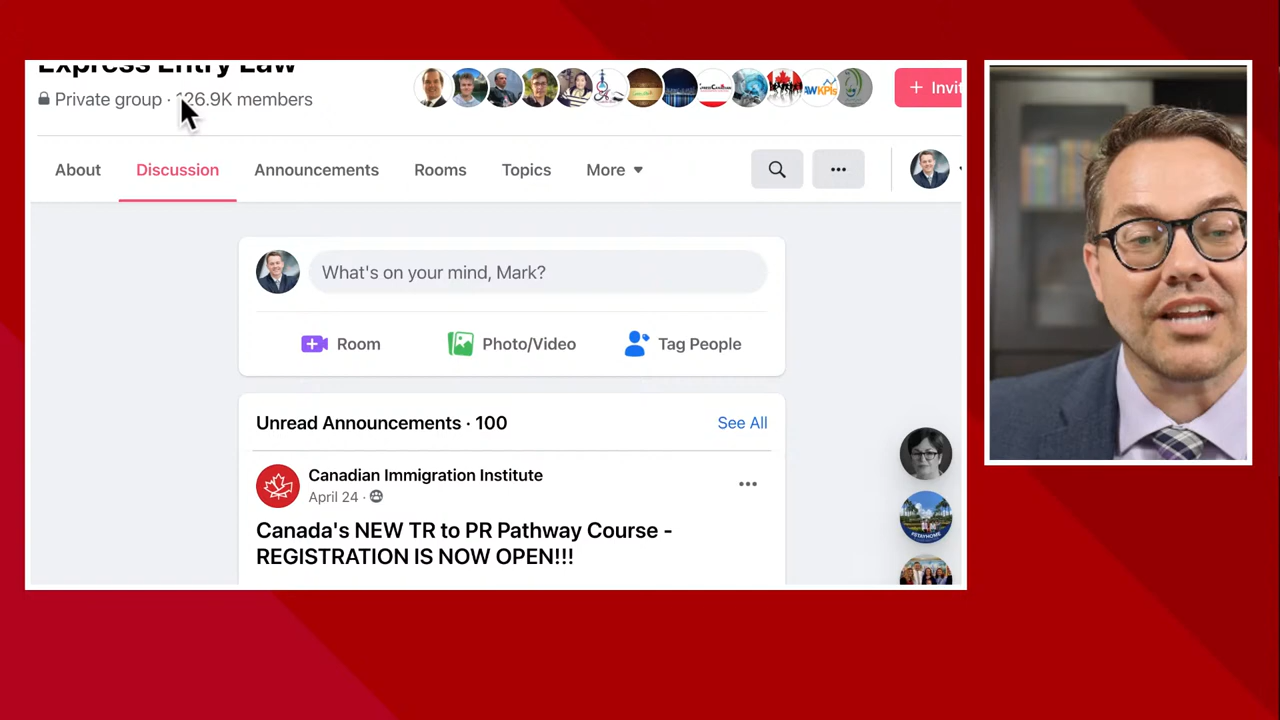 Express Entry Law
Private group · 126.9K members
+ Invit
About Discussion Announcements Rooms Topics More
What's on your mind, Mark?
Room Photo/Video Tag People
Unread Announcements · 100 See All
Canadian Immigration Institute
April 24 ·
Canada's NEW TR to PR Pathway Course -
REGISTRATION IS NOW OPEN!!!
#STAYHOME